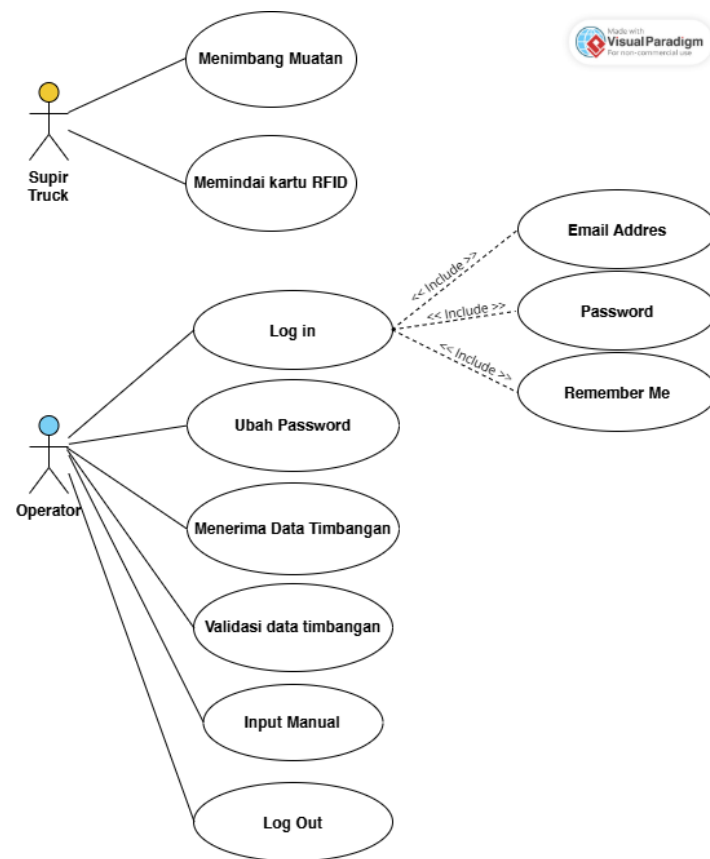 Made with
Visual Paradigm
For non-commercial use
Menimbang Muatan
Supir
Truck
Memindai kartu RFID
Email Addres
<< Include >>
Password
<< Include >>
Log in
<< Include >>
Remember Me
Ubah Password
Operator
Menerima Data Timbangan
Validasi data timbangan
Input Manual
Log Out